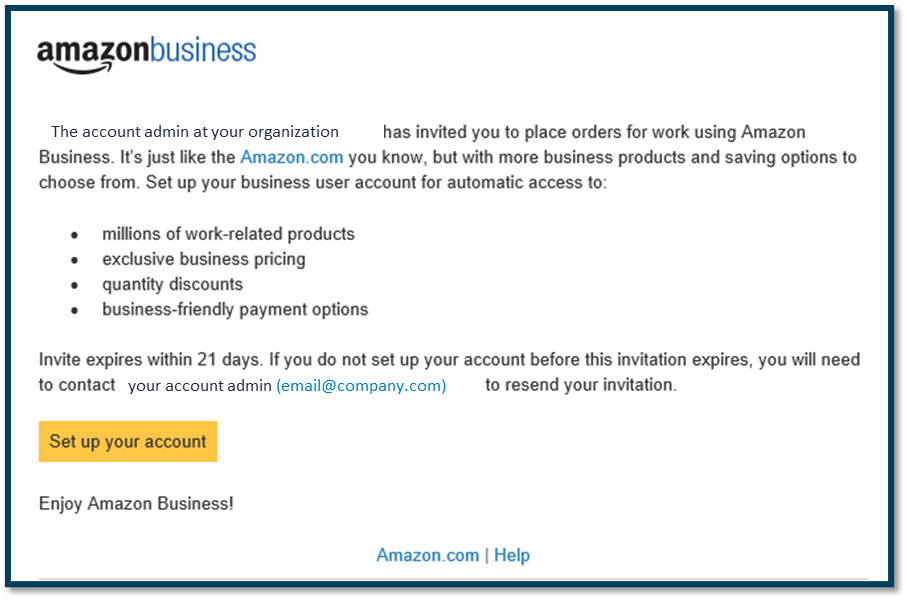 amazonbusiness
The account admin at your organization has invited you to place orders for work using Amazon
Business. It's just like the Amazon.com you know, but with more business products and saving options to
choose from. Set up your business user account for automatic access to:
• millions of work-related products
• exclusive business pricing
• quantity discounts
• business-friendly payment options
Invite expires within 21 days. If you do not set up your account before this invitation expires, you will need
to contact your account admin (email@company.com) to resend your invitation.
Set up your account
Enjoy Amazon Business!
Amazon.com | Help